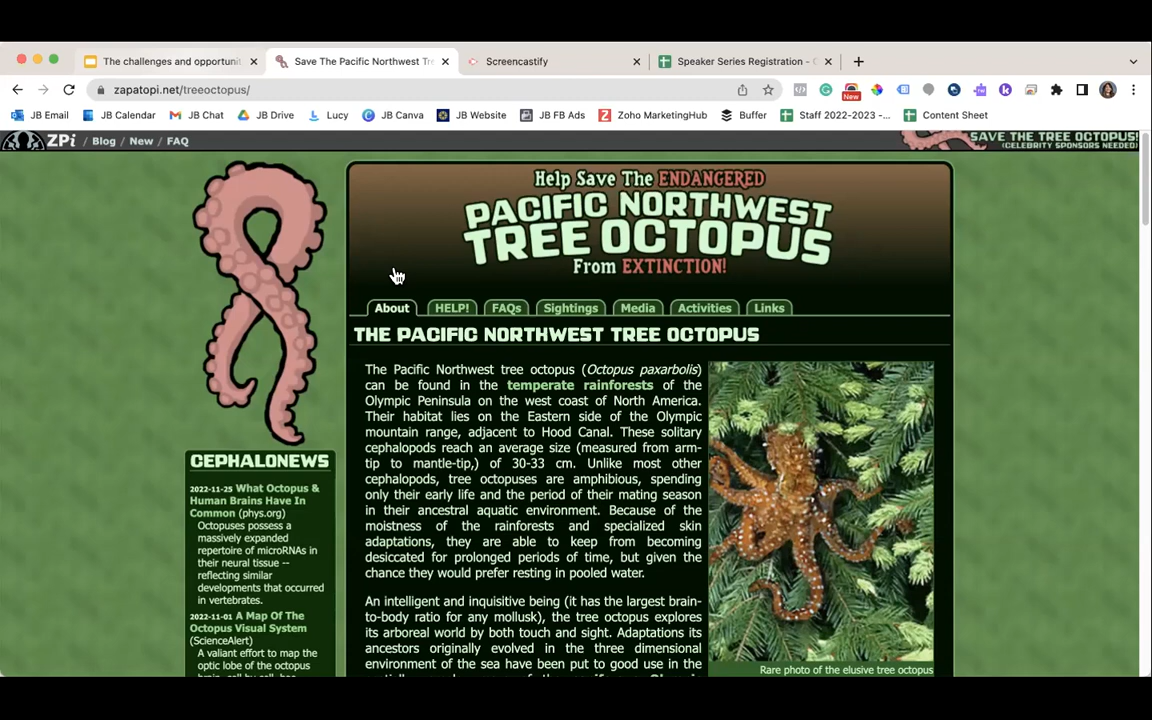 The challenges and opportuni
Save The Pacific Northwest Tre
Screencastify
Speaker Series Registration -
zapatopi.net/treeoctopus/
New
JB Email
JB Calendar
JB Chat
JB Drive
Lucy
JB Canva
JB Website
JB FB Ads
Zoho MarketingHub
Buffer
Staff 2022-2023 -...
Content Sheet
ZPi / Blog / New / FAQ
SAVE THE TREE OCTOPUS!
(CELEBRITY SPONSORS NEEDED)
Help Save The ENDANGERED
PACIFIC NORTHWEST
TREE OCTOPUS
From EXTINCTION!
About
HELP!
FAQs
Sightings
Media
Activities
Links
THE PACIFIC NORTHWEST TREE OCTOPUS
The Pacific Northwest tree octopus (Octopus paxarbolis)
can be found in the temperate rainforests of the
Olympic Peninsula on the west coast of North America.
Their habitat lies on the Eastern side of the Olympic
mountain range, adjacent to Hood Canal. These solitary
cephalopods reach an average size (measured from arm-
tip to mantle-tip,) of 30-33 cm. Unlike most other
cephalopods, tree octopuses are amphibious, spending
only their early life and the period of their mating season
in their ancestral aquatic environment. Because of the
moistness of the rainforests and specialized skin
adaptations, they are able to keep from becoming
desiccated for prolonged periods of time, but given the
chance they would prefer resting in pooled water.
An intelligent and inquisitive being (it has the largest brain-
to-body ratio for any mollusk), the tree octopus explores
its arboreal world by both touch and sight. Adaptations its
ancestors originally evolved in the three dimensional
environment of the sea have been put to good use in the
Rare photo of the elusive tree octopus
CEPHALONEWS
2022-11-25 What Octopus &
Human Brains Have In
Common (phys.org)
Octopuses possess a
massively expanded
repertoire of microRNAs in
their neural tissue --
reflecting similar
developments that occurred
in vertebrates.
2022-11-01 A Map Of The
Octopus Visual System
(ScienceAlert)
A valiant effort to map the
optic lobe of the octopus